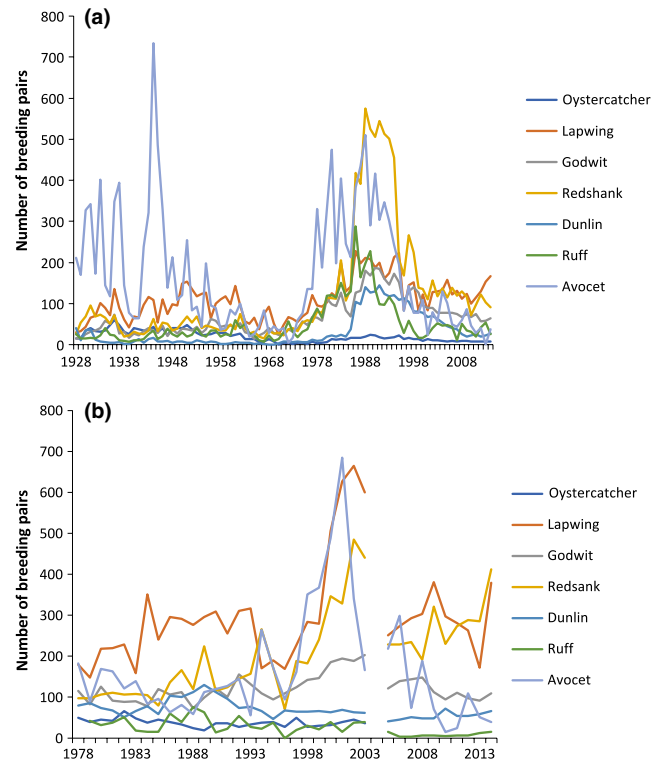 (a)
Number of breeding pairs
800
700
600
500
400
300
200
100
0
1928 1938 1948 1958 1968 1978 1988 1998 2008
Oystercatcher
Lapwing
Godwit
Redshank
Dunlin
Ruff
Avocet
(b)
Number of breeding pairs
800
700
600
500
400
300
200
100
0
1978 1983 1988 1993 1998 2003 2008 2013
Oystercatcher
Lapwing
Godwit
Redsank
Dunlin
Ruff
Avocet